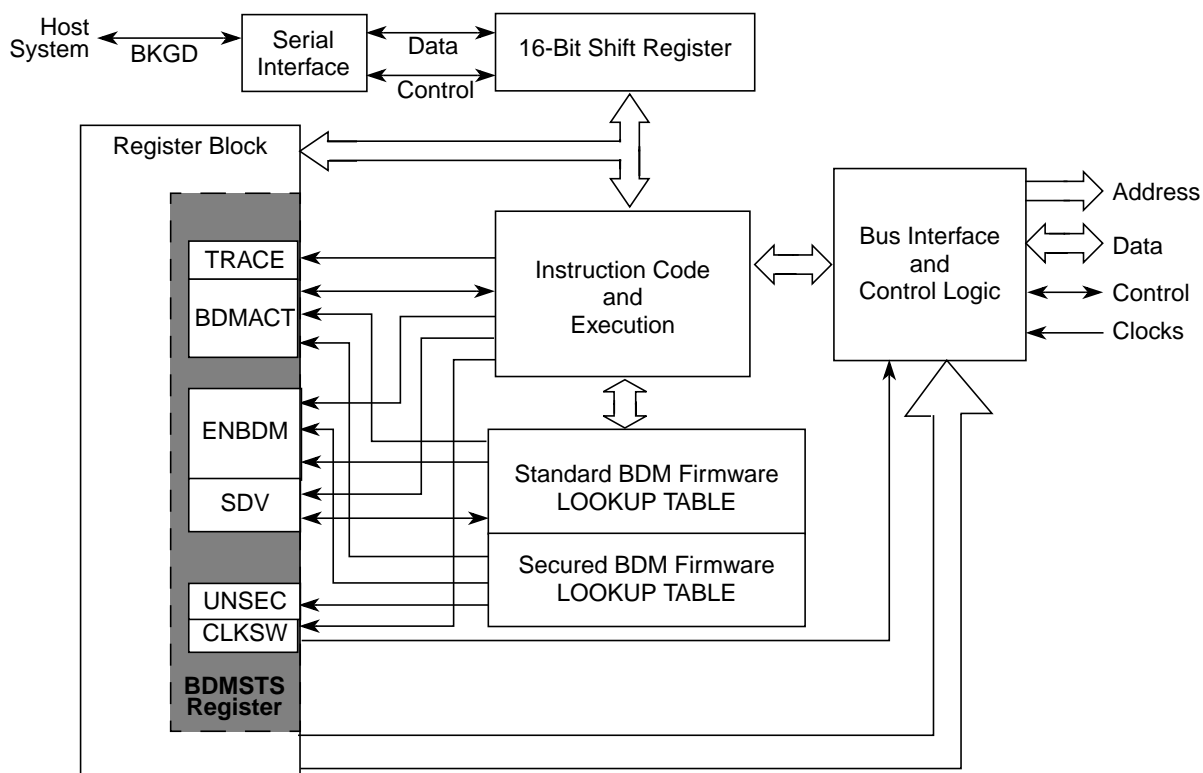 Host
System
BKGD
Serial
Interface
Data
Control
16-Bit Shift Register
Register Block
TRACE
BDMACT
ENBDM
SDV
UNSEC
CLKSW
BDMSTS
Register
Instruction Code
and
Execution
Standard BDM Firmware
LOOKUP TABLE
Secured BDM Firmware
LOOKUP TABLE
Bus Interface
and
Control Logic
Address
Data
Control
Clocks